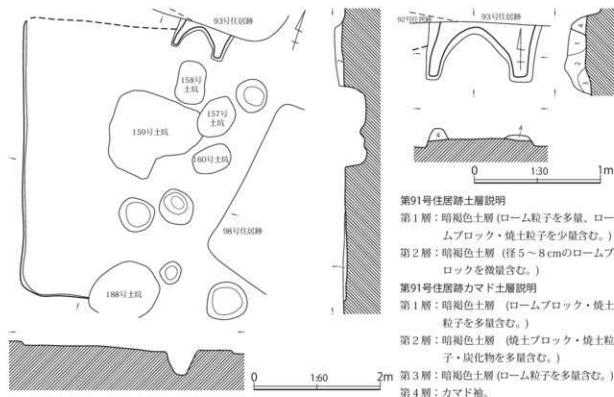 93号住居跡
158号
土坑
157号
土坑
159号土坑
160号土坑
98号住居跡
188号土坑
2
0
1:60
2m
92号住居跡
93号住居跡
4
1
2
3
4
4
0
1:30
1m
第91号住居跡土層説明
第1層：暗褐色土層 (ローム粒子を多量、ロー
ムブロック・焼土粒子を少量含む。)
第2層：暗褐色土層 (径5～8cmのロームブ
ロックを微量含む。)
第91号住居跡カマド土層説明
第1層：暗褐色土層 (ロームブロック・焼土
粒子を多量含む。)
第2層：暗褐色土層 (焼土ブロック・焼土粒
子・炭化物を多量含む。)
第3層：暗褐色土層 (ローム粒子を多量含む。)
第4層：カマド袖。